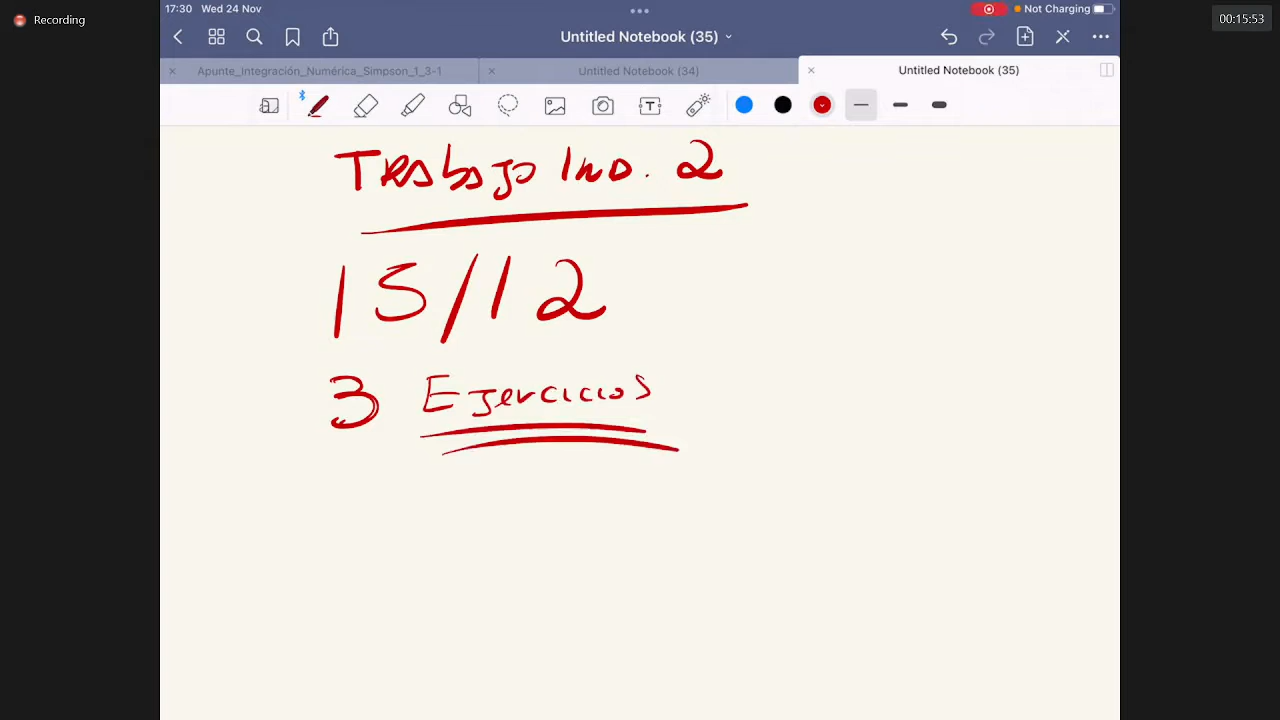 Recording
17:30 Wed 24 Nov
Not Charging
00:15:53
Untitled Notebook (35)
Apunte_Integración_Numérica_Simpson_1_3-1
Untitled Notebook (34)
Untitled Notebook (35)
T
Trabajo Ind. 2
15/12
3 Ejercicios